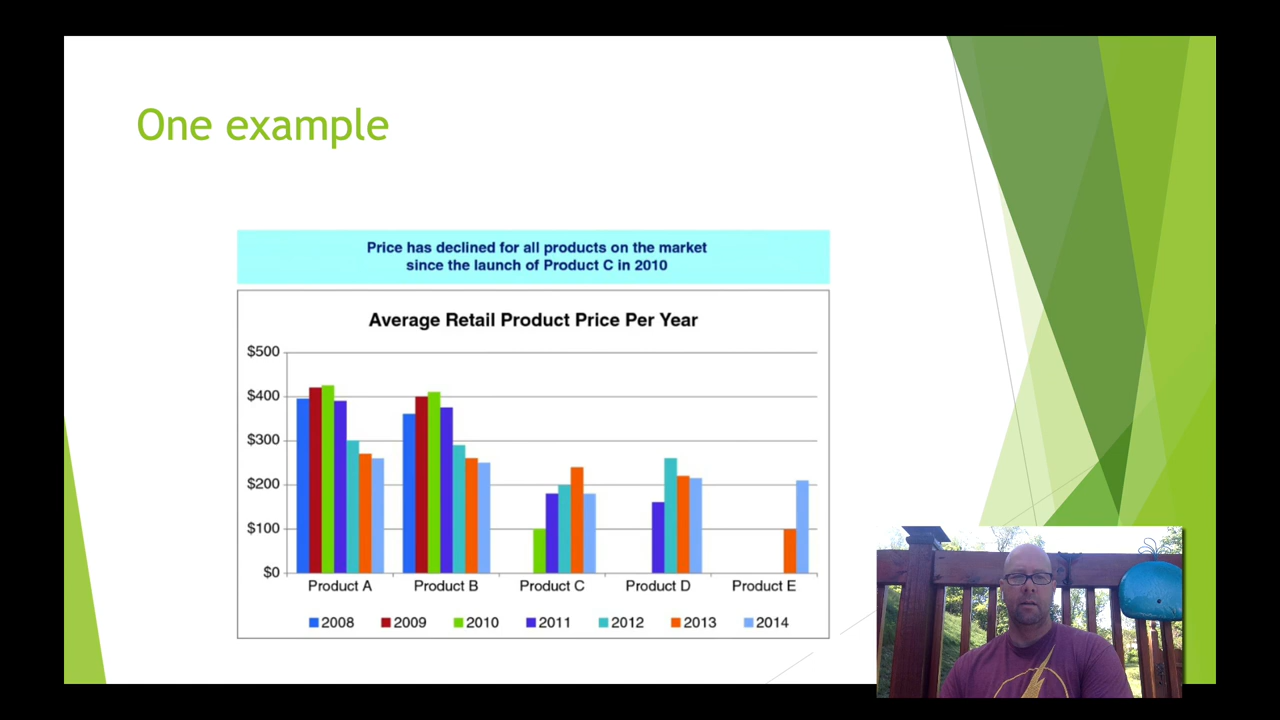 One example
Price has declined for all products on the market
since the launch of Product C in 2010
Average Retail Product Price Per Year
$500
$400
$300
$200
$100
$0
Product A Product B Product C Product D Product E
2008 2009 2010 2011 2012 2013 2014